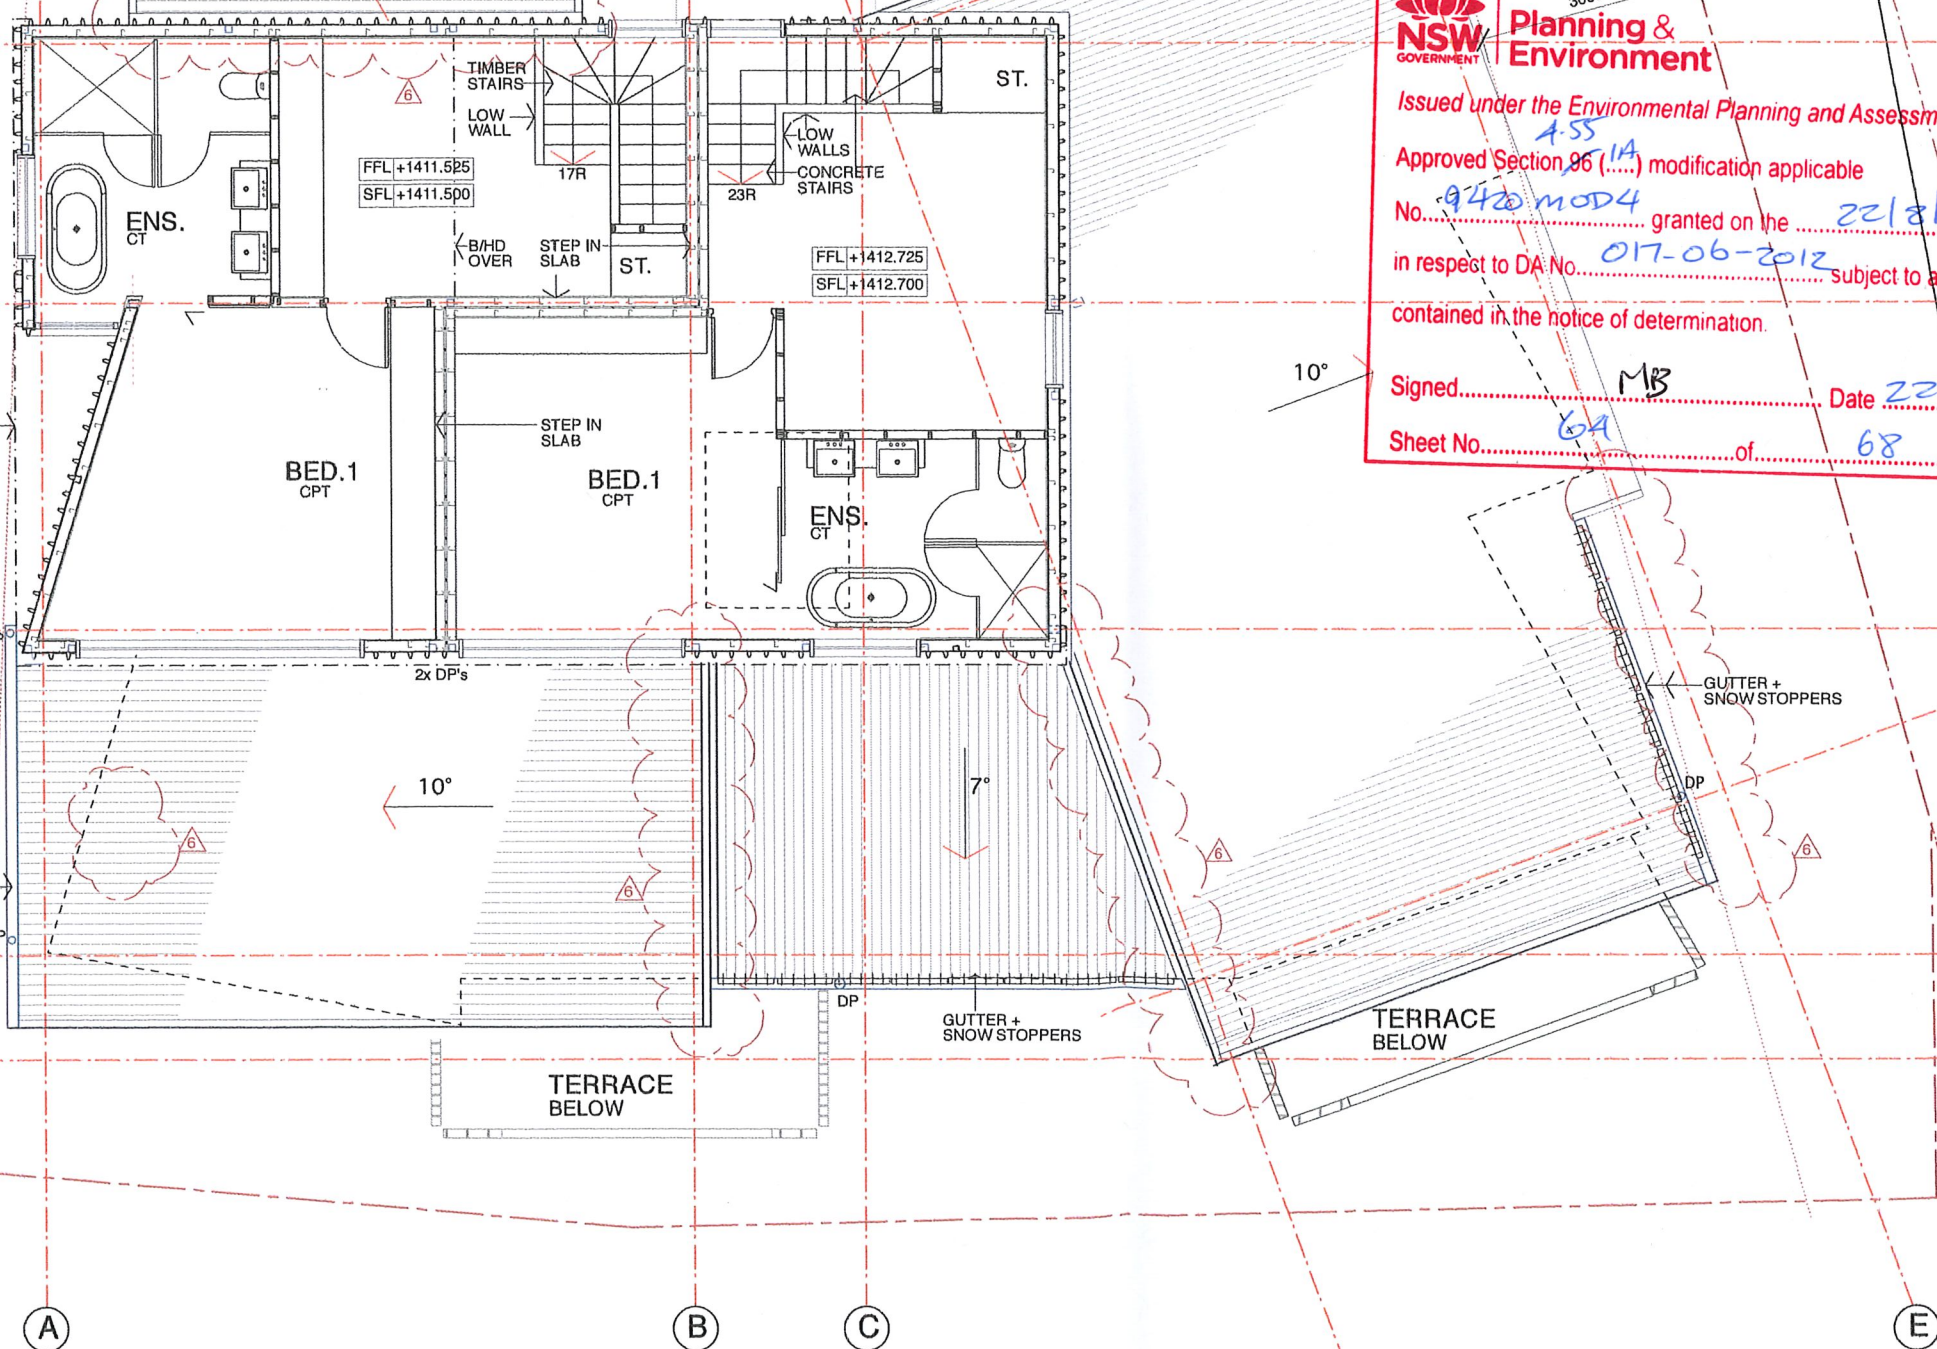 TIMBER
STAIRS
LOW
WALL
17R
FFL +1411.525
SFL +1411.500
B/HD
OVER
STEP IN
SLAB
ST.
ENS.
CT
6
LOW
WALLS
CONCRETE
STAIRS
23R
ST.
FFL +1412.725
SFL +1412.700
STEP IN
SLAB
BED.1
CPT
BED.1
CPT
ENS.
CT
2x DP's
10°
7°
10°
6
6
6
6
DP
GUTTER +
SNOW STOPPERS
DP
GUTTER +
SNOW STOPPERS
TERRACE
BELOW
TERRACE
BELOW
A
B
C
E
NSW
GOVERNMENT
Planning &
Environment
Issued under the Environmental Planning and Assessm
4.55
Approved Section 96 (1A) modification applicable
No. 9420 MOD4 granted on the 22/8/
in respect to DA No. 017-06-2012 subject to a
contained in the notice of determination.
Signed MB Date 22
Sheet No. 64 of 68